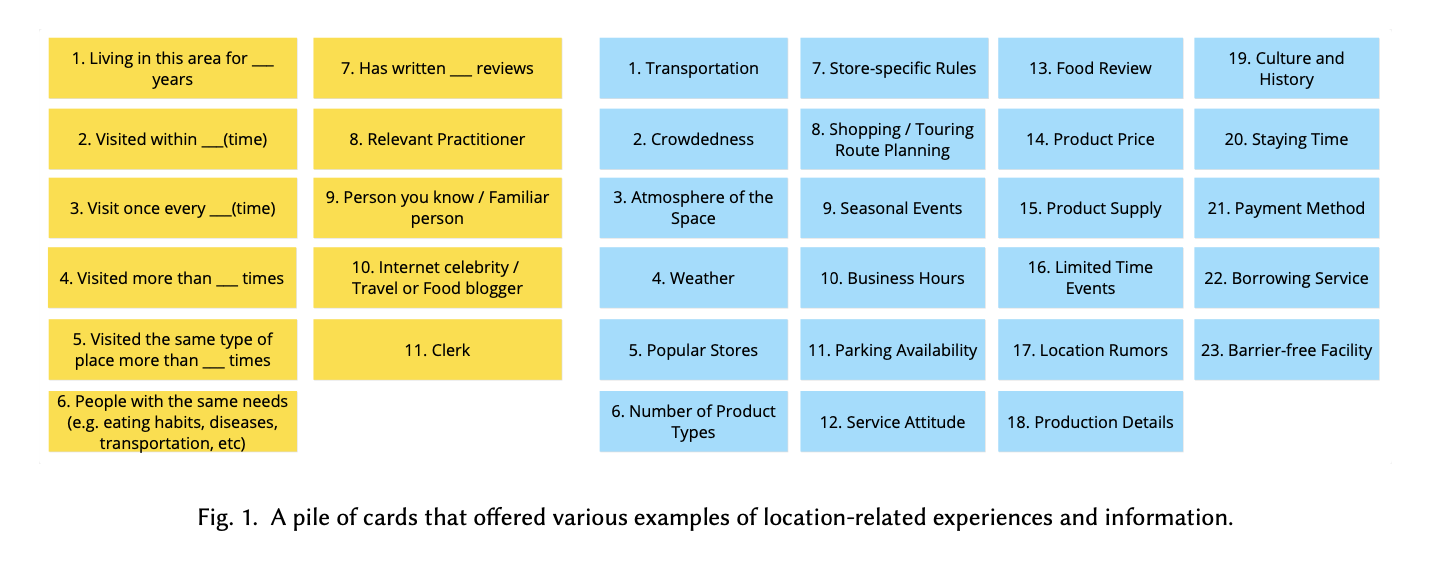 1. Living in this area for ___
years
2. Visited within ___(time)
3. Visit once every ___(time)
4. Visited more than ___ times
5. Visited the same type of
place more than ___ times
6. People with the same needs
(e.g. eating habits, diseases,
transportation, etc)
7. Has written ___ reviews
8. Relevant Practitioner
9. Person you know / Familiar
person
10. Internet celebrity /
Travel or Food blogger
11. Clerk
1. Transportation
2. Crowdedness
3. Atmosphere of the
Space
4. Weather
5. Popular Stores
6. Number of Product
Types
7. Store-specific Rules
8. Shopping / Touring
Route Planning
9. Seasonal Events
10. Business Hours
11. Parking Availability
12. Service Attitude
13. Food Review
14. Product Price
15. Product Supply
16. Limited Time
Events
17. Location Rumors
18. Production Details
19. Culture and
History
20. Staying Time
21. Payment Method
22. Borrowing Service
23. Barrier-free Facility
Fig. 1. A pile of cards that offered various examples of location-related experiences and information.